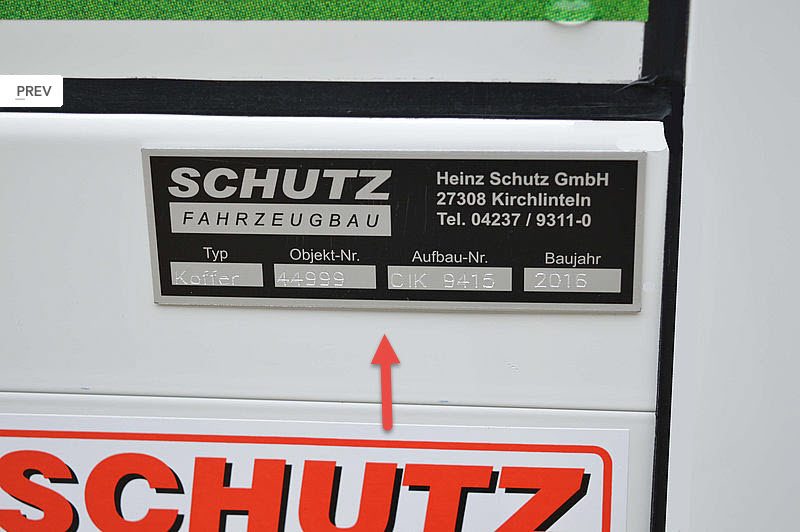 PREV
SCHUTZ
FAHRZEUGBAU
Heinz Schutz GmbH
27308 Kirchlinteln
Tel. 04237 / 9311-0
Typ Objekt-Nr. Aufbau-Nr. Baujahr
Koffer 44999 CIK 9415 2016
SCHUTZ